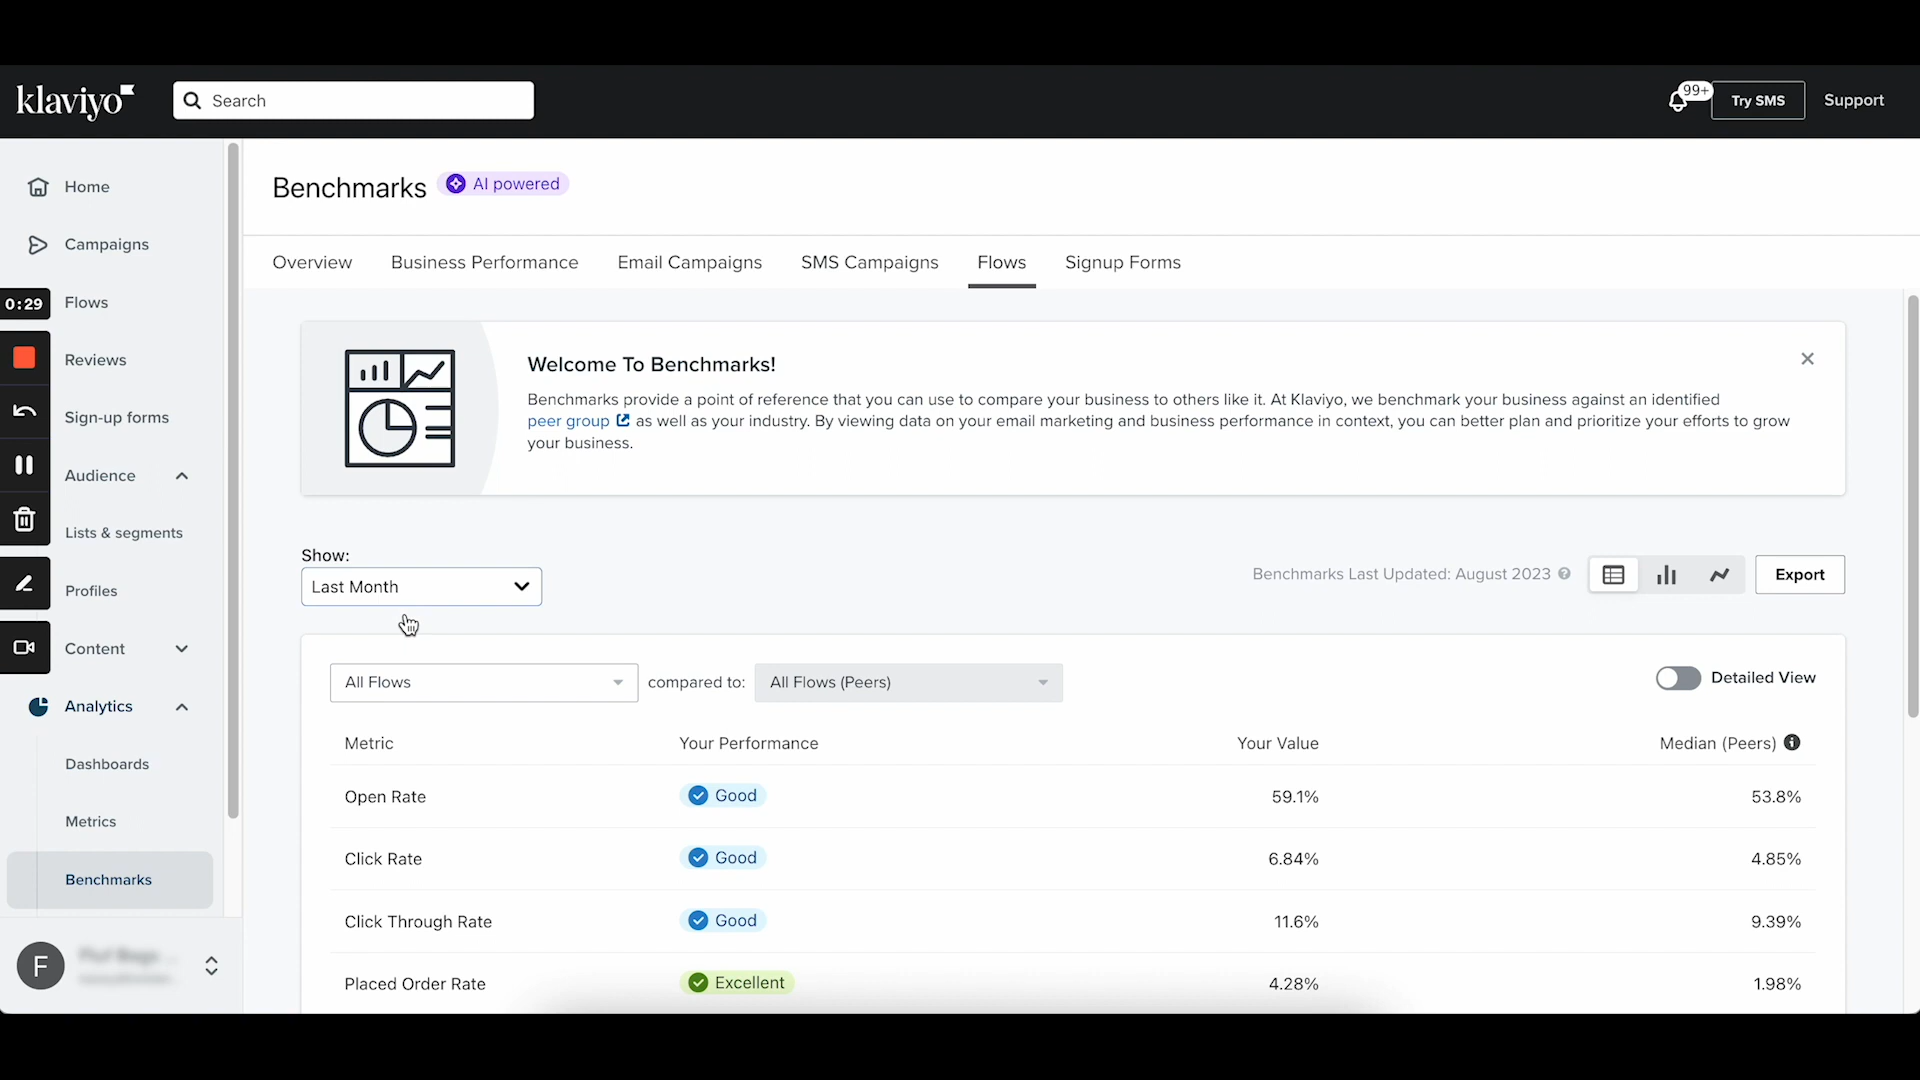 klaviyo
Search
99+
Try SMS
Support
Home
Campaigns
0:29
Flows
Reviews
Sign-up forms
Audience
Lists & segments
Profiles
Content
Analytics
Dashboards
Metrics
Benchmarks
F
Benchmarks
AI powered
Overview
Business Performance
Email Campaigns
SMS Campaigns
Flows
Signup Forms
Welcome To Benchmarks!
Benchmarks provide a point of reference that you can use to compare your business to others like it. At Klaviyo, we benchmark your business against an identified
peer group as well as your industry. By viewing data on your email marketing and business performance in context, you can better plan and prioritize your efforts to grow
your business.
Show:
Last Month
Benchmarks Last Updated: August 2023
Export
All Flows
compared to:
All Flows (Peers)
Detailed View
Metric Your Performance Your Value Median (Peers)
Open Rate Good 59.1% 53.8%
Click Rate Good 6.84% 4.85%
Click Through Rate Good 11.6% 9.39%
Placed Order Rate Excellent 4.28% 1.98%